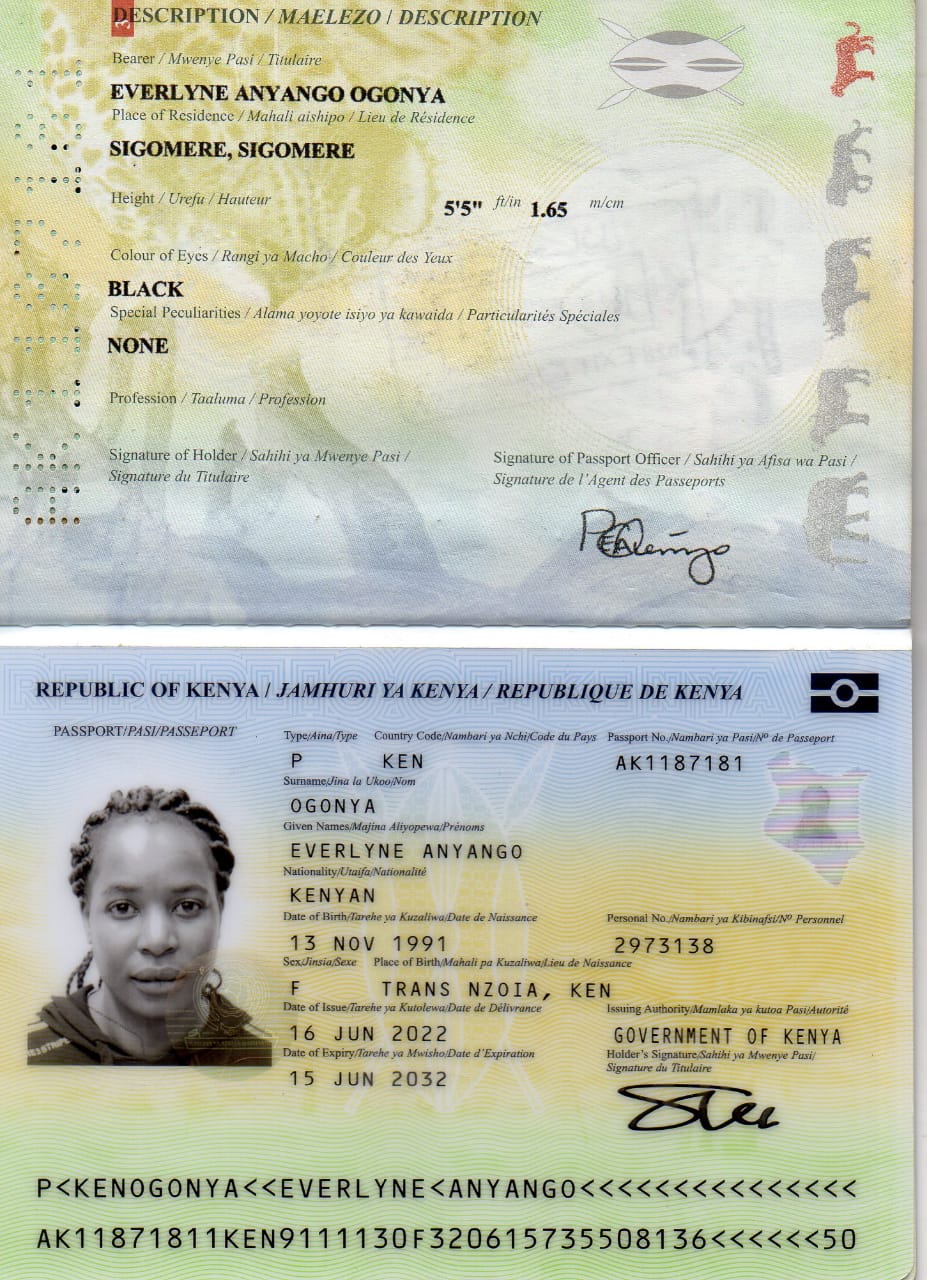 DESCRIPTION / MAELEZO / DESCRIPTION
Bearer / Mwenye Pasi / Titulaire
EVERLYNE ANYANGO OGONYA
Place of Residence / Mahali aishipo / Lieu de Résidence
SIGOMERE, SIGOMERE
Height / Urefu / Hauteur
5'5" ft/in 1.65 m/cm
Colour of Eyes / Rangi ya Macho / Couleur des Yeux
BLACK
Special Peculiarities / Alama yoyote isiyo ya kawaida / Particularités Spéciales
NONE
Profession / Taaluma / Profession
Signature of Holder / Sahihi ya Mwenye Pasi /
Signature du Titulaire
Signature of Passport Officer / Sahihi ya Afisa wa Pasi /
Signature de l'Agent des Passeports
REPUBLIC OF KENYA / JAMHURI YA KENYA / REPUBLIQUE DE KENYA
PASSPORT/PASI/PASSEPORT
Type/Aina/Type Country Code/Nambari ya Nchi/Code du Pays Passport No./Nambari ya Pasi/Nº de Passeport
P KEN AK1187181
Surname/Jina la Ukoo/Nom
OGONYA
Given Names/Majina Aliyopewa/Prénoms
EVERLYNE ANYANGO
Nationality/Utaifa/Nationalité
KENYAN
Date of Birth/Tarehe ya Kuzaliwa/Date de Naissance Personal No./Nambari ya Kibinafsi/Nº Personnel
13 NOV 1991 2973138
Sex/Jinsia/Sexe Place of Birth/Mahali pa Kuzaliwa/Lieu de Naissance
F TRANS NZOIA, KEN
Date of Issue/Tarehe ya Kutolewa/Date de Délivrance Issuing Authority/Mamlaka ya kutoa Pasi/Autorité
16 JUN 2022 GOVERNMENT OF KENYA
Date of Expiry/Tarehe ya Mwisho/Date d'Expiration Holder's Signature/Sahihi ya Mwenye Pasi/
Signature du Titulaire
15 JUN 2032
P<KENOGONYA<<EVERLYNE<ANYANGO<<<<<<<<<<<<<<<
AK11871811KEN9111130F320615735508136<<<<<<50